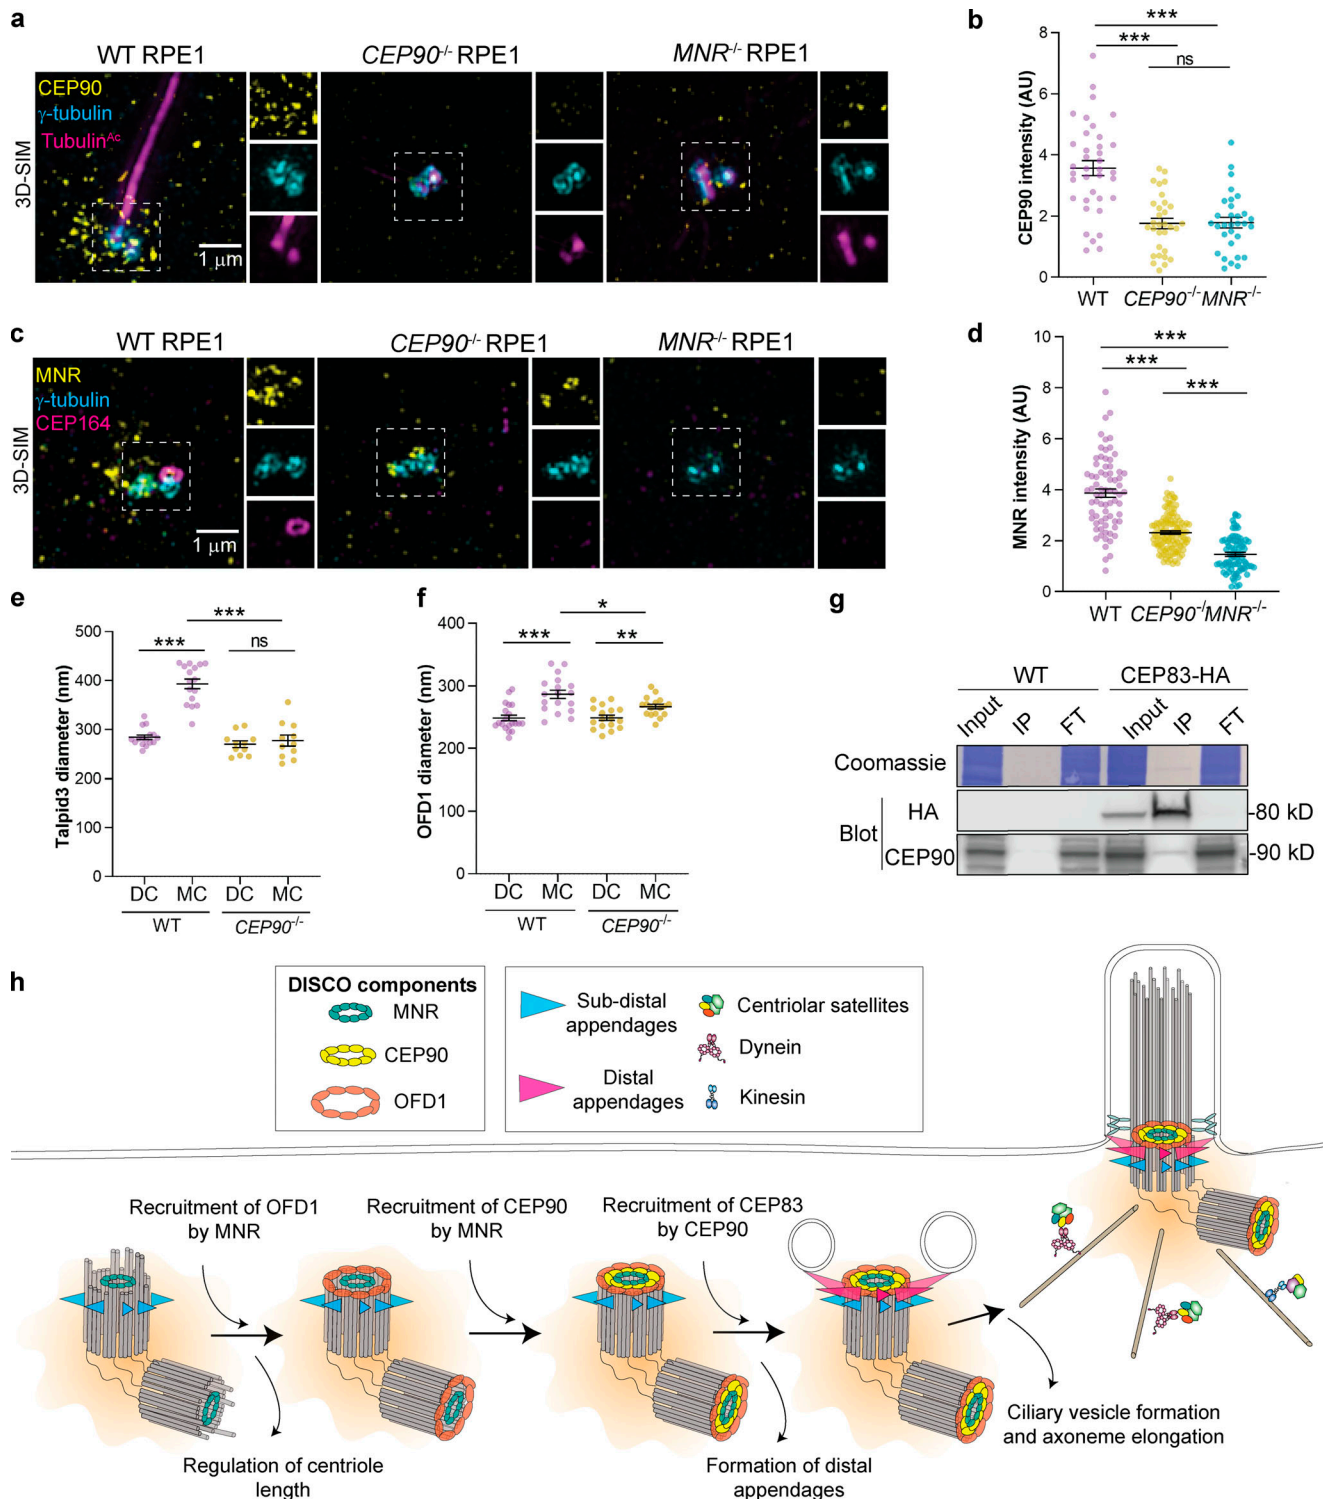 a
WT RPE1
CEP90-/- RPE1
MNR-/- RPE1
3D-SIM
CEP90
γ-tubulin
TubulinAc
1 μm
b
CEP90 intensity (AU)
***
***
ns
8
6
4
2
0
WT
CEP90-/-
MNR-/-
c
WT RPE1
CEP90-/- RPE1
MNR-/- RPE1
3D-SIM
MNR
γ-tubulin
CEP164
1 μm
d
MNR intensity (AU)
***
***
***
10
8
6
4
2
0
WT
CEP90-/
MNR-/-
e
Talpid3 diameter (nm)
***
***
ns
500
400
300
200
100
0
DC
MC
DC
MC
WT
CEP90-/-
f
OFD1 diameter (nm)
*
***
**
400
300
200
100
0
DC
MC
DC
MC
WT
CEP90-/-
g
WT
CEP83-HA
Input
IP
FT
Input
IP
FT
Coomassie
Blot
HA
-80 kD
CEP90
-90 kD
h
DISCO components
MNR
CEP90
OFD1
Sub-distal
appendages
Distal
appendages
Centriolar satellites
Dynein
Kinesin
Recruitment of OFD1
by MNR
Recruitment of CEP90
by MNR
Recruitment of CEP83
by CEP90
Regulation of centriole
length
Formation of distal
appendages
Ciliary vesicle formation
and axoneme elongation